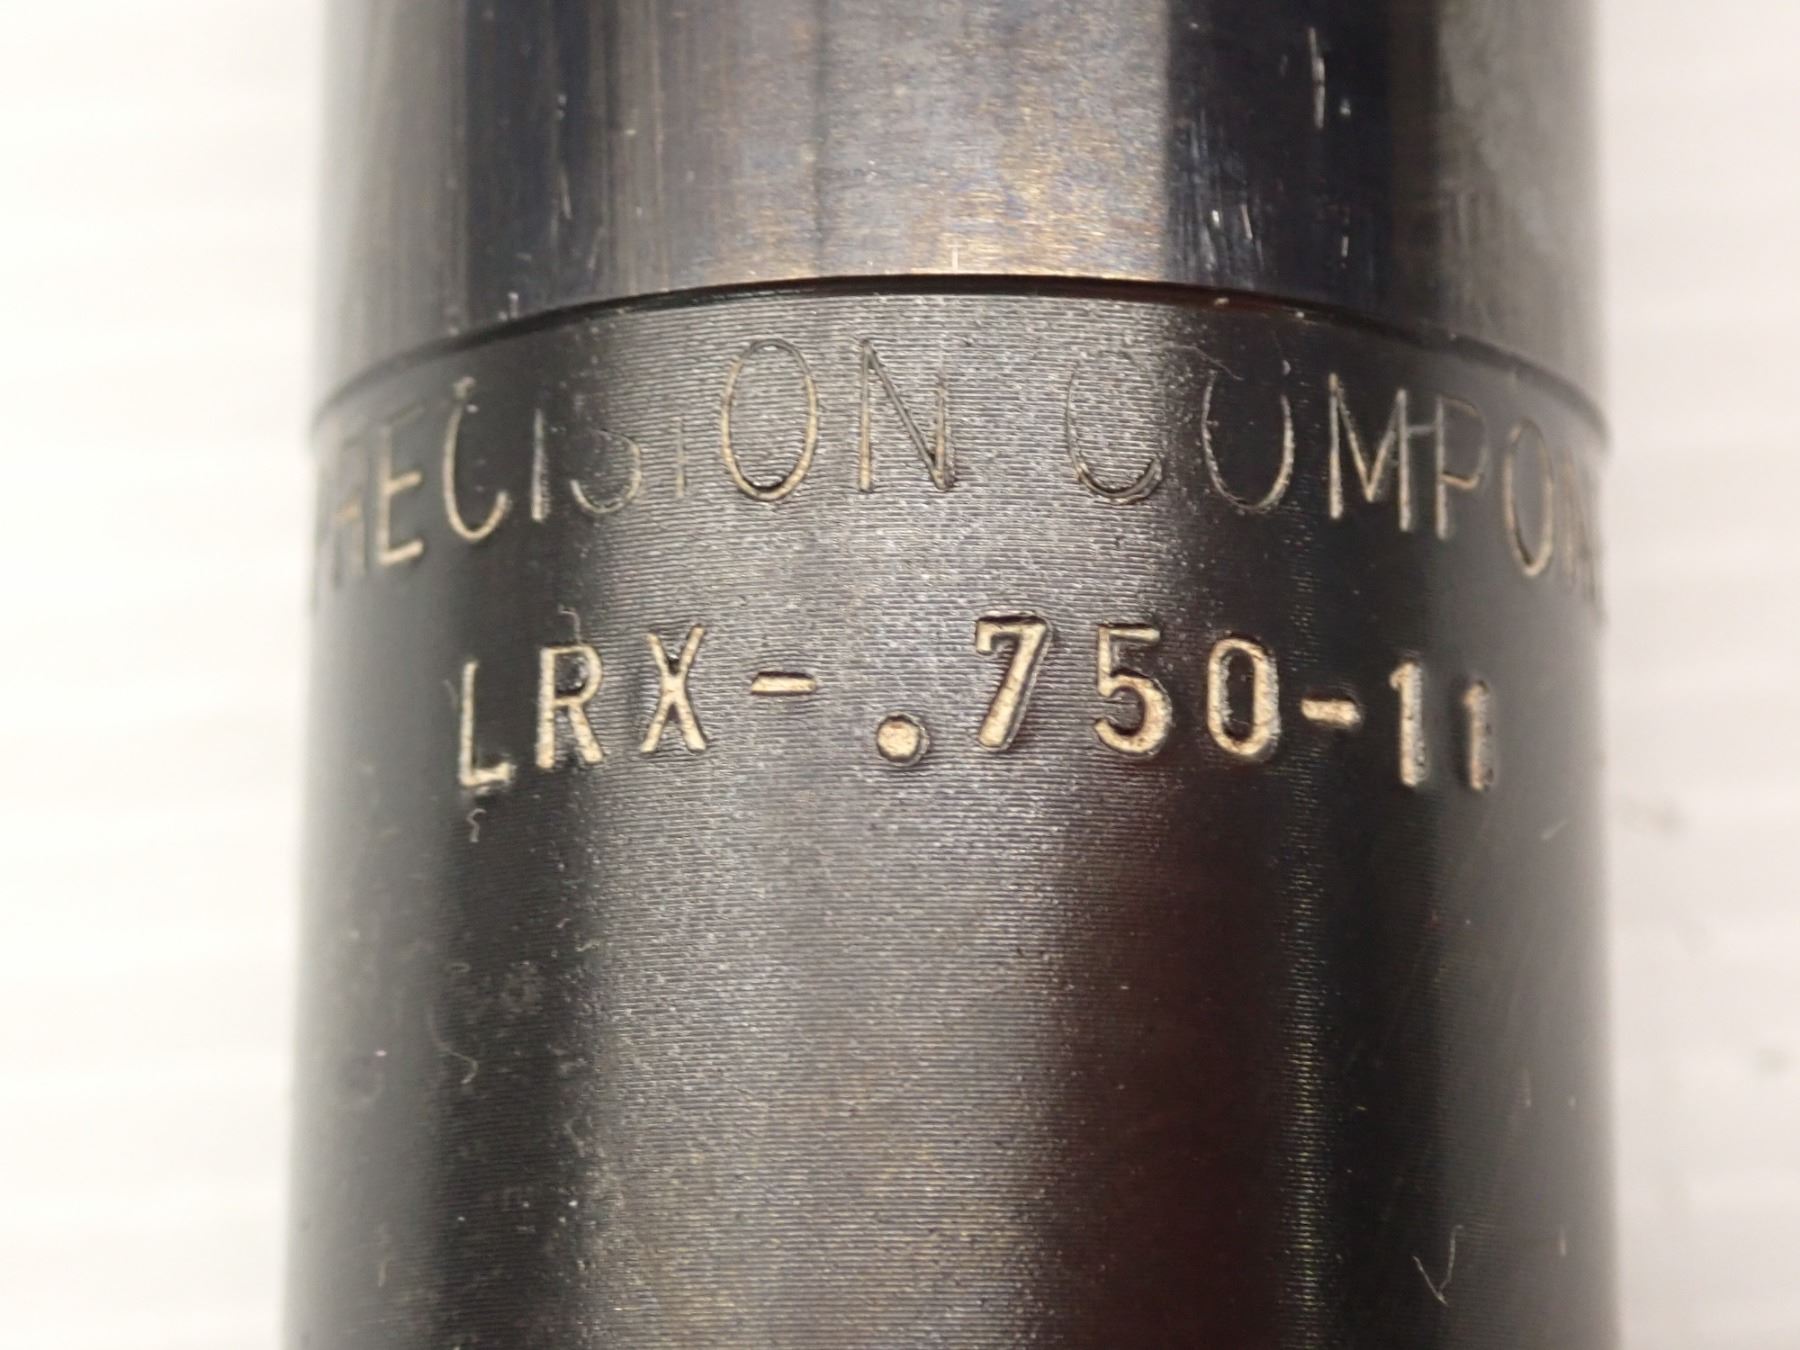 PRECISION COMPON
LRX-.750-11